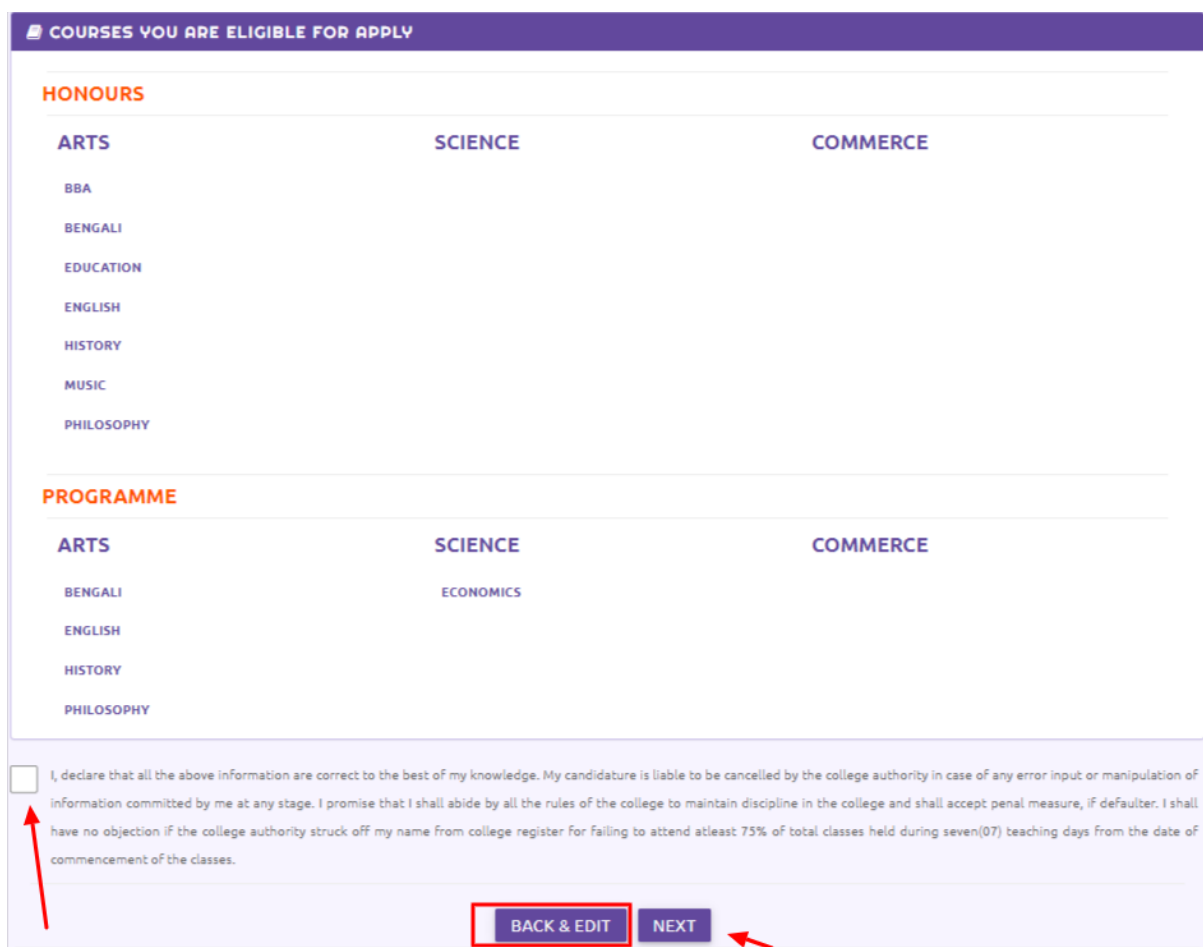 COURSES YOU ARE ELIGIBLE FOR APPLY
HONOURS
ARTS SCIENCE COMMERCE
BBA
BENGALI
EDUCATION
ENGLISH
HISTORY
MUSIC
PHILOSOPHY
PROGRAMME
ARTS SCIENCE COMMERCE
BENGALI ECONOMICS
ENGLISH
HISTORY
PHILOSOPHY
I, declare that all the above information are correct to the best of my knowledge. My candidature is liable to be cancelled by the college authority in case of any error input or manipulation of
information committed by me at any stage. I promise that I shall abide by all the rules of the college to maintain discipline in the college and shall accept penal measure, if defaulter. I shall
have no objection if the college authority struck off my name from college register for failing to attend atleast 75% of total classes held during seven(07) teaching days from the date of
commencement of the classes.
BACK & EDIT NEXT